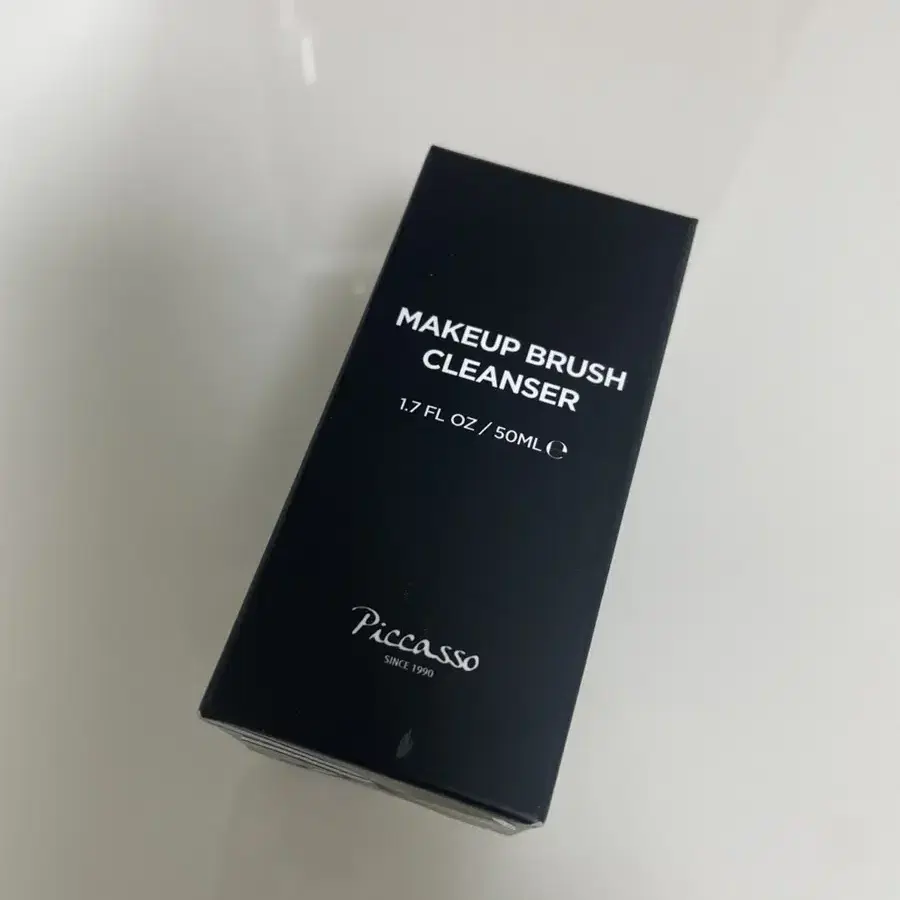 MAKEUP BRUSH
CLEANSER
1.7 FL OZ / 50ML ℮
Piccasso
SINCE 1990